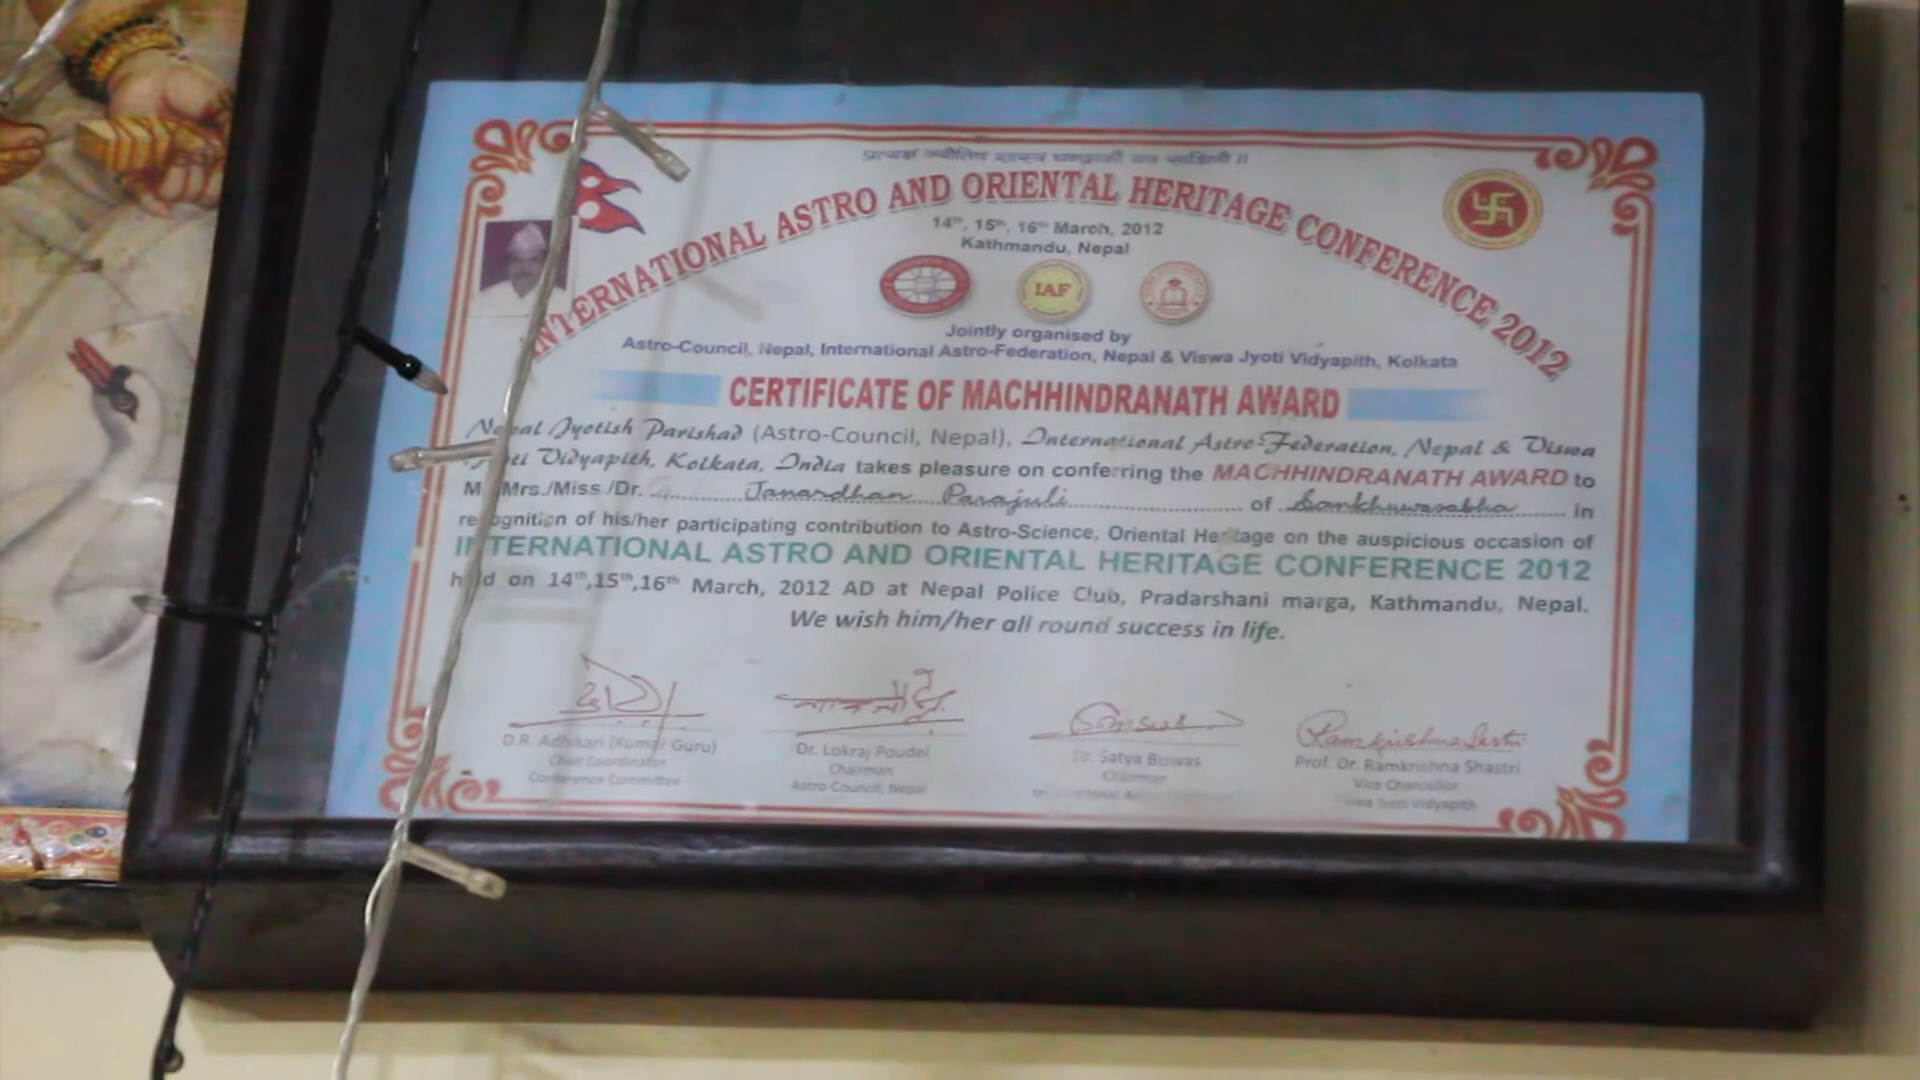 प्रत्यक्ष ज्योतिष शास्त्र चन्द्रार्कौ यत्र साक्षिणौ ॥
INTERNATIONAL ASTRO AND ORIENTAL HERITAGE CONFERENCE 2012
14th, 15th, 16th March, 2012
Kathmandu, Nepal
IAF
Jointly organised by
Astro-Council, Nepal, International Astro-Federation, Nepal & Viswa Jyoti Vidyapith, Kolkata
CERTIFICATE OF MACHHINDRANATH AWARD
Nepal Jyotish Parishad (Astro-Council, Nepal), International Astro-Federation, Nepal & Viswa
Jyoti Vidyapith, Kolkata, India takes pleasure on conferring the MACHHINDRANATH AWARD to
Mrs./Miss /Dr. Janardhan Parajuli of Sankhuwasabha in
recognition of his/her participating contribution to Astro-Science, Oriental Heritage on the auspicious occasion of
INTERNATIONAL ASTRO AND ORIENTAL HERITAGE CONFERENCE 2012
held on 14th,15th,16th March, 2012 AD at Nepal Police Club, Pradarshani marga, Kathmandu, Nepal.
We wish him/her all round success in life.
D.R. Adhikari (Kumar Guru)
Chief Coordinator
Conference Committee
Dr. Lokraj Poudel
Chairman
Astro-Council, Nepal
Dr. Satya Biswas
Chairman
Ramkrishna Shastri
Prof. Dr. Ramkrishna Shastri
Vice Chancellor
Viswa Jyoti Vidyapith